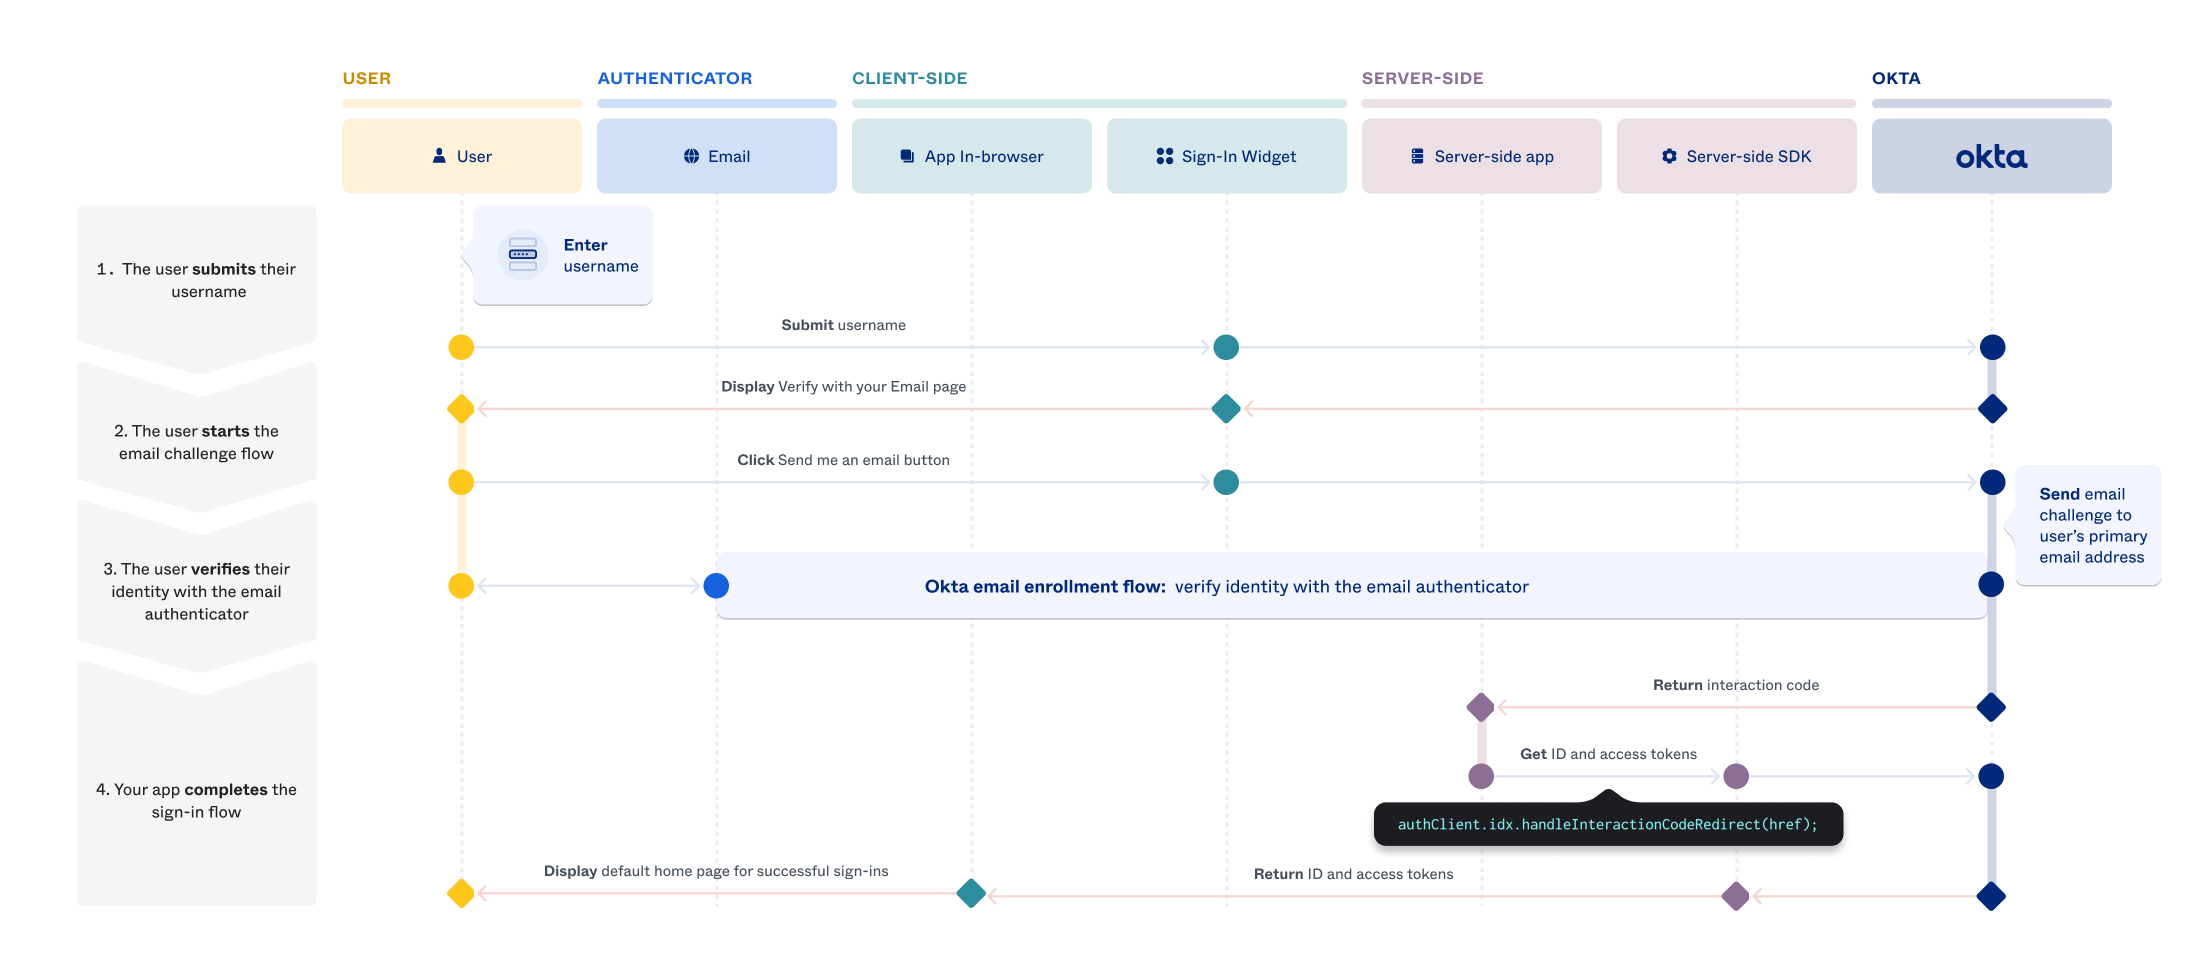 USER
AUTHENTICATOR
CLIENT-SIDE
SERVER-SIDE
OKTA
User
Email
App In-browser
Sign-In Widget
Server-side app
Server-side SDK
okta
1. The user submits their
username
Enter
username
Submit username
Display Verify with your Email page
2. The user starts the
email challenge flow
Click Send me an email button
Send email
challenge to
user's primary
email address
3. The user verifies their
identity with the email
authenticator
Okta email enrollment flow: verify identity with the email authenticator
Return interaction code
Get ID and access tokens
4. Your app completes the
sign-in flow
authClient.idx.handleInteractionCodeRedirect(href);
Display default home page for successful sign-ins
Return ID and access tokens